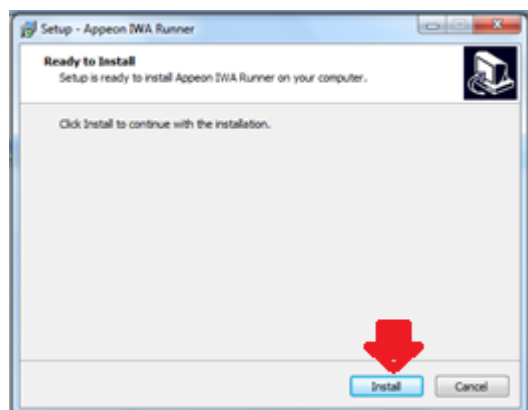 Setup - Appeon IWA Runner
Ready to Install
Setup is ready to install Appeon IWA Runner on your computer.
Click Install to continue with the installation.
Install
Cancel